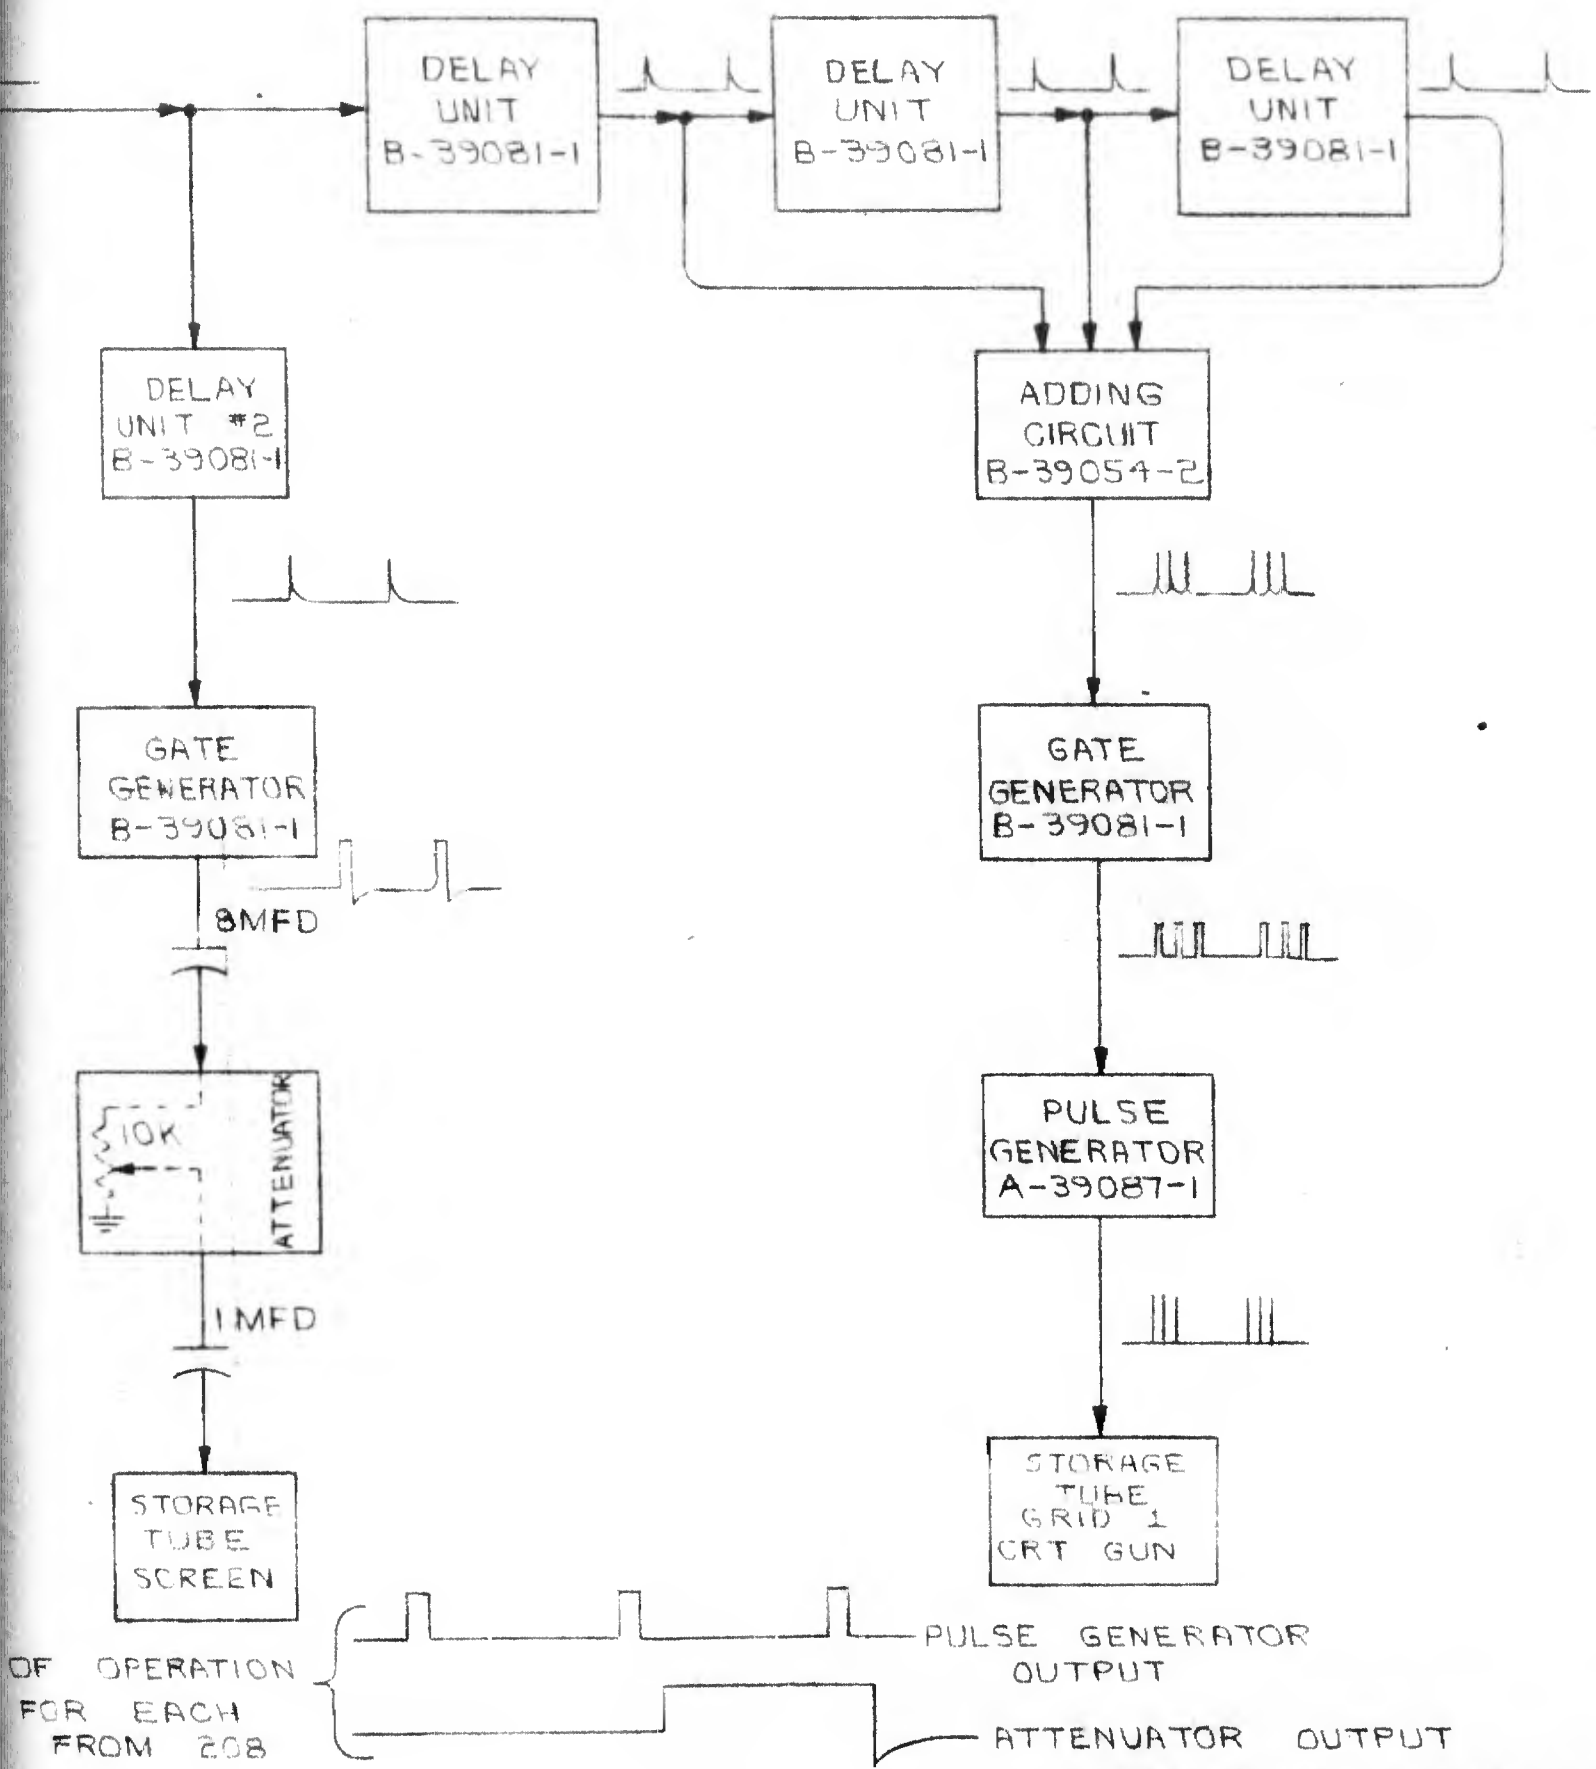 DELAY
UNIT
B-39081-1
DELAY
UNIT
B-39081-1
DELAY
UNIT
B-39081-1
DELAY
UNIT #2
B-39081-1
ADDING
CIRCUIT
B-39054-2
GATE
GENERATOR
B-39081-1
GATE
GENERATOR
B-39081-1
8MFD
10K
ATTENUATOR
PULSE
GENERATOR
A-39087-1
1MFD
STORAGE
TUBE
SCREEN
STORAGE
TUBE
GRID 1
CRT GUN
OF OPERATION
FOR EACH
FROM 208
PULSE GENERATOR
OUTPUT
ATTENUATOR OUTPUT